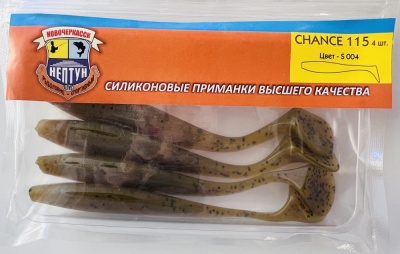 НОВОЧЕРКАССК
НЕПТУН
CHANCE 115 4 шт.
Цвет - S 004
СИЛИКОНОВЫЕ ПРИМАНКИ ВЫСШЕГО КАЧЕСТВА